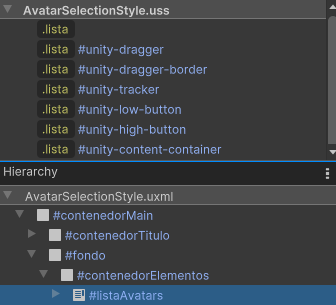 AvatarSelectionStyle.uss
.lista
.lista #unity-dragger
.lista #unity-dragger-border
.lista #unity-tracker
.lista #unity-low-button
.lista #unity-high-button
.lista #unity-content-container
Hierarchy
AvatarSelectionStyle.uxml
#contenedorMain
#contenedorTitulo
#fondo
#contenedorElementos
#listaAvatars